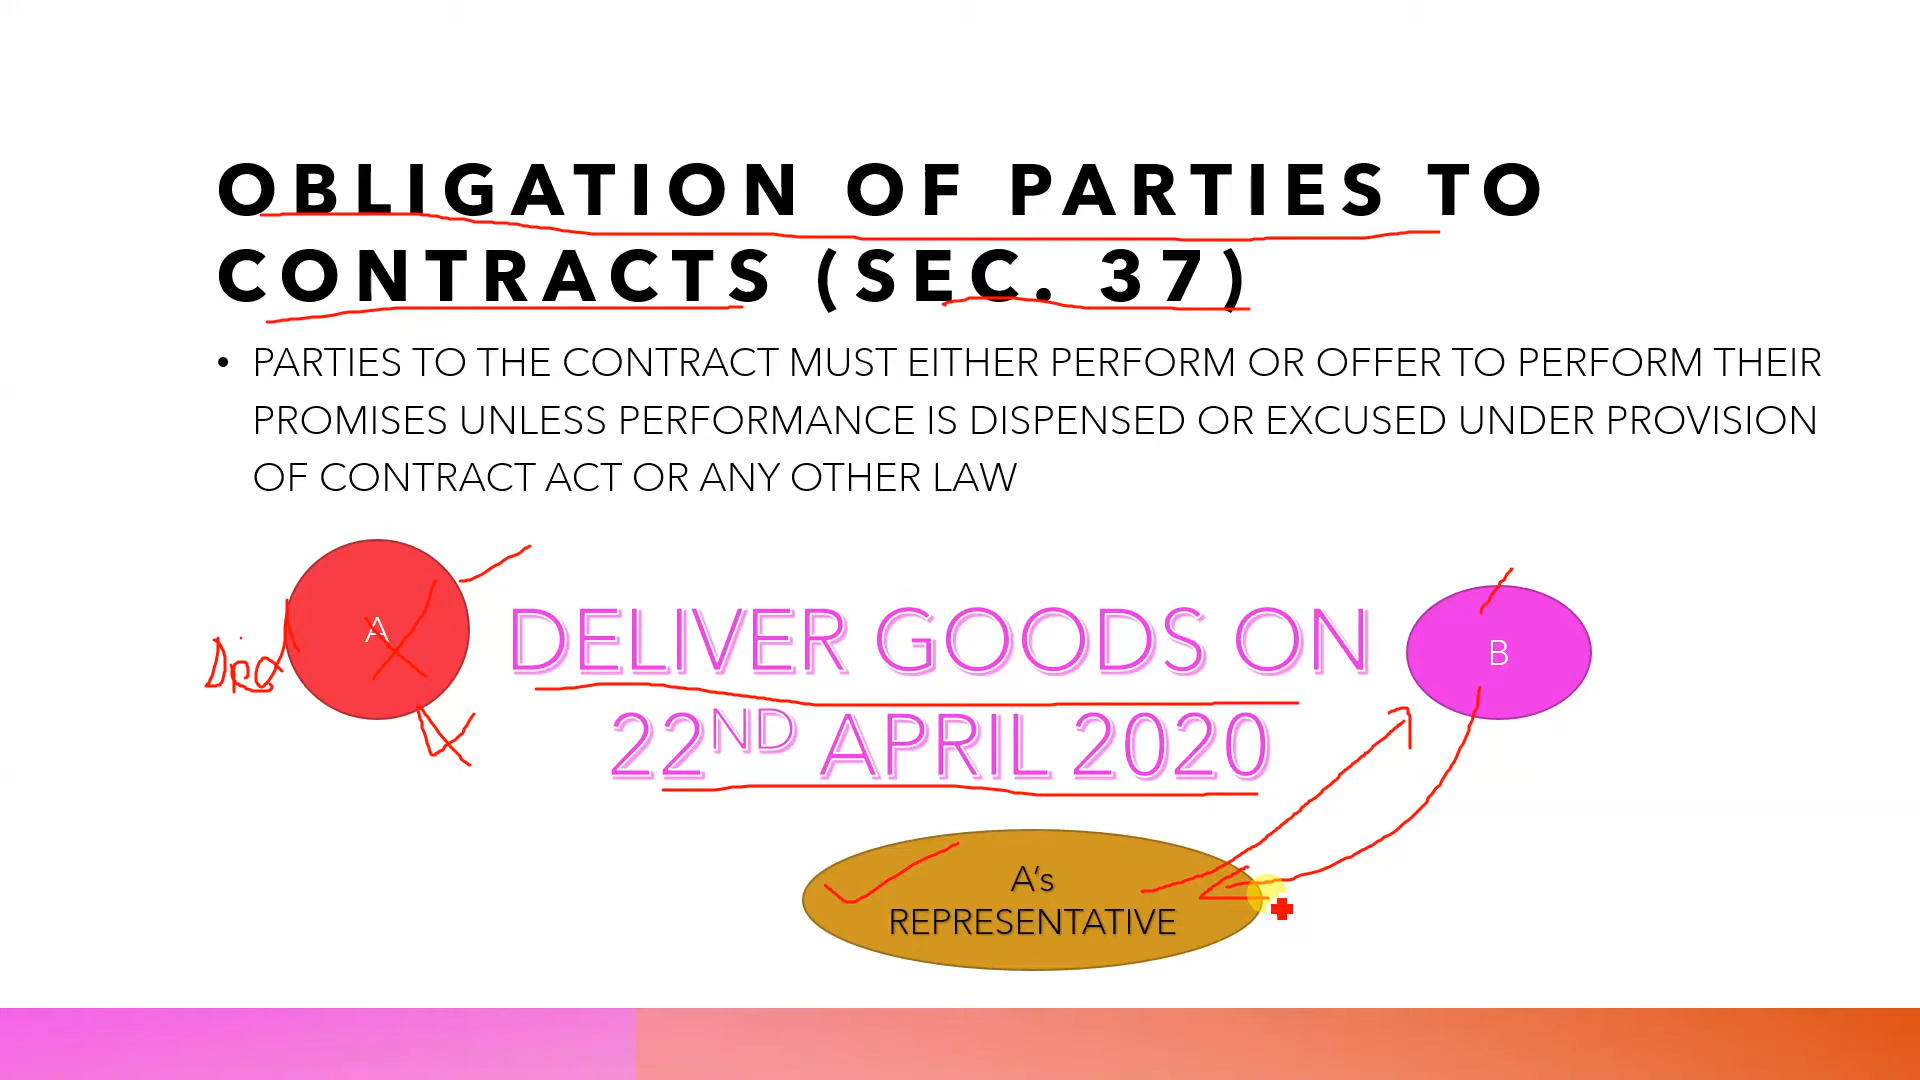 OBLIGATION OF PARTIES TO
CONTRACTS (SEC. 37)
• PARTIES TO THE CONTRACT MUST EITHER PERFORM OR OFFER TO PERFORM THEIR
PROMISES UNLESS PERFORMANCE IS DISPENSED OR EXCUSED UNDER PROVISION
OF CONTRACT ACT OR ANY OTHER LAW
A
DELIVER GOODS ON
22ND APRIL 2020
B
A's
REPRESENTATIVE